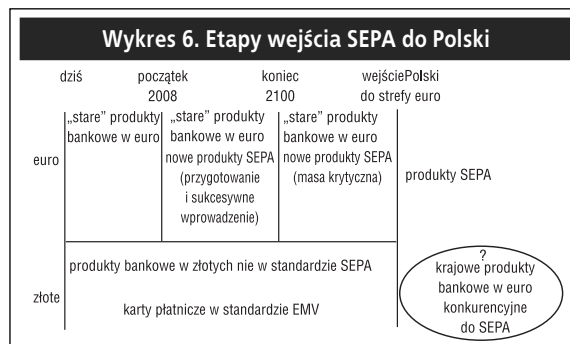 Wykres 6. Etapy wejścia SEPA do Polski
dziś początek koniec wejściePolski
2008 2100 do strefy euro
„stare” produkty „stare” produkty „stare” produkty
bankowe w euro bankowe w euro bankowe w euro
nowe produkty SEPA nowe produkty SEPA
euro (przygotowanie (masa krytyczna) produkty SEPA
i sukcesywne
wprowadzenie)
produkty bankowe w złotych nie w standardzie SEPA
złote karty płatnicze w standardzie EMV
?
krajowe produkty
bankowe w euro
konkurencyjne
do SEPA